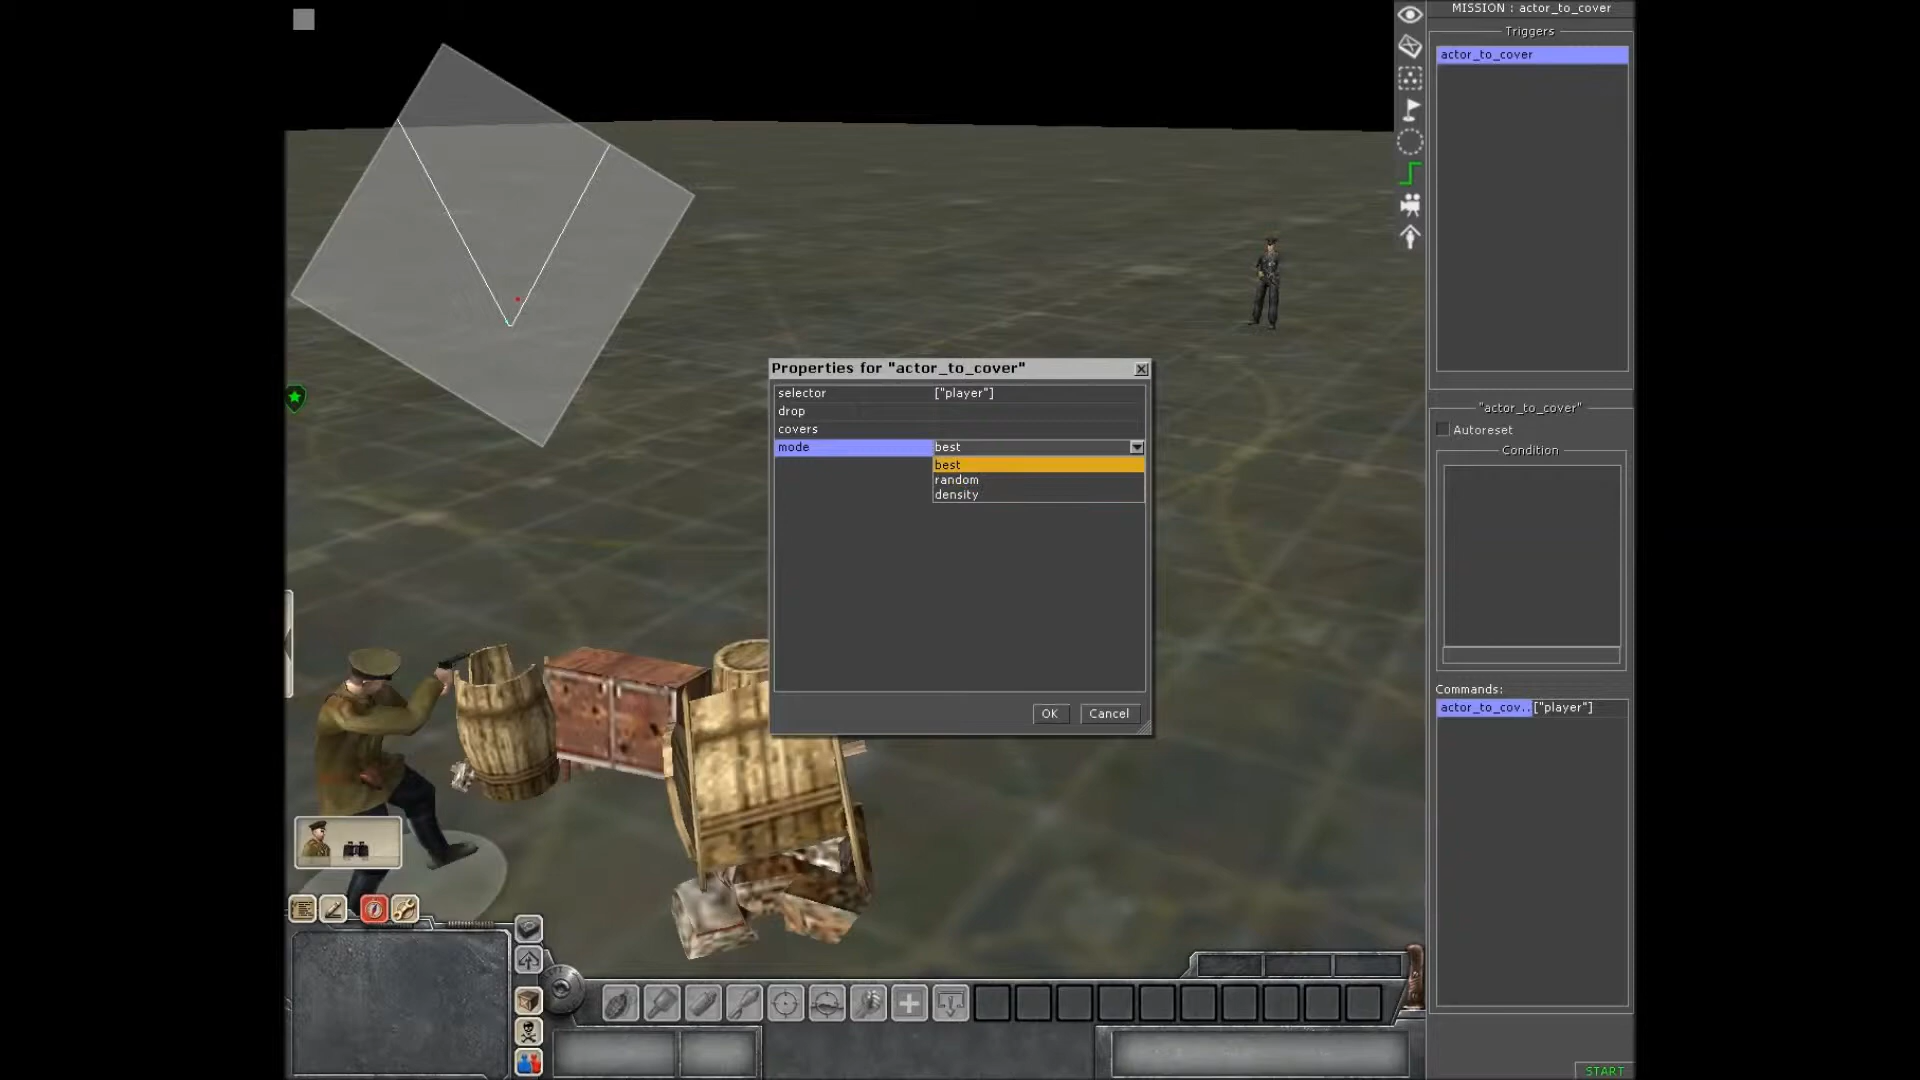 MISSION : actor_to_cover
Triggers
actor_to_cover
Properties for "actor_to_cover"
selector ["player"]
drop
covers
mode best
best
random
density
OK Cancel
"actor_to_cover"
Autoreset
Condition
Commands:
actor_to_cov.. ["player"]
START